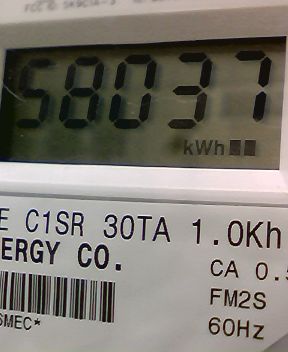 58037
kWh
E C1SR 30TA 1.0Kh
ERGY CO.
CA 0.5
FM2S
60Hz
SMEC*